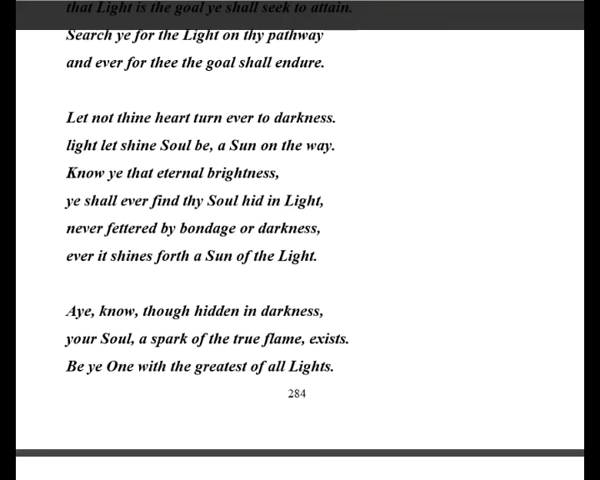 that Light is the goal ye shall seek to attain.
Search ye for the Light on thy pathway
and ever for thee the goal shall endure.
Let not thine heart turn ever to darkness.
light let shine Soul be, a Sun on the way.
Know ye that eternal brightness,
ye shall ever find thy Soul hid in Light,
never fettered by bondage or darkness,
ever it shines forth a Sun of the Light.
Aye, know, though hidden in darkness,
your Soul, a spark of the true flame, exists.
Be ye One with the greatest of all Lights.
284